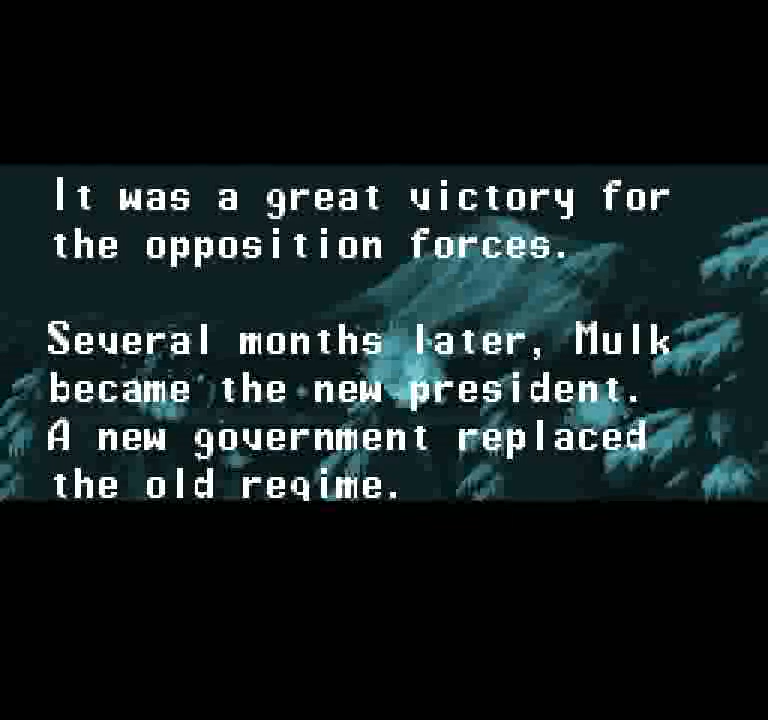 It was a great victory for
the opposition forces.
Several months later, Mulk
became the new president.
A new government replaced
the old regime.